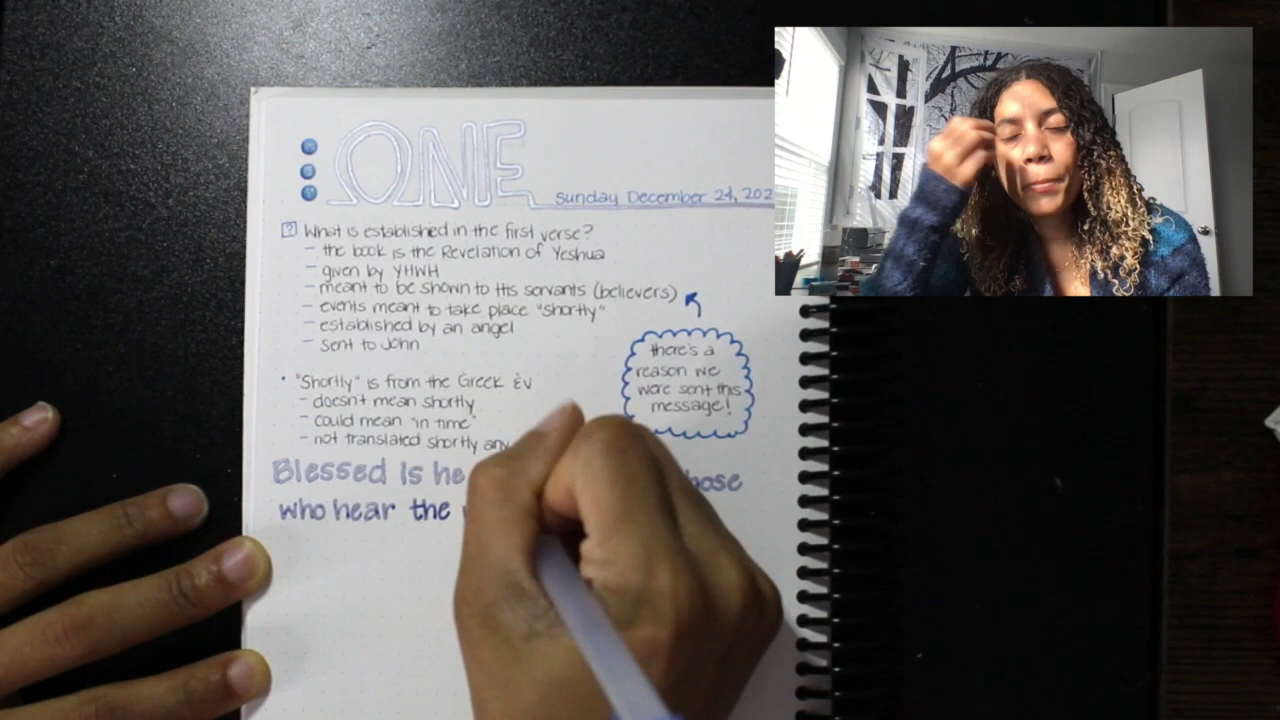 ONE
Sunday December 24, 202
? What is established in the first verse?
- the book is the Revelation of Yeshua
- given by YHWH
- meant to be shown to His servants (believers)
- events meant to take place "shortly"
- established by an angel
- sent to John
there's a
reason we
were sent this
message!
• "Shortly" is from the Greek ἐν
- doesn't mean shortly
- could mean "in time"
- not translated shortly any
Blessed is he
who hear the